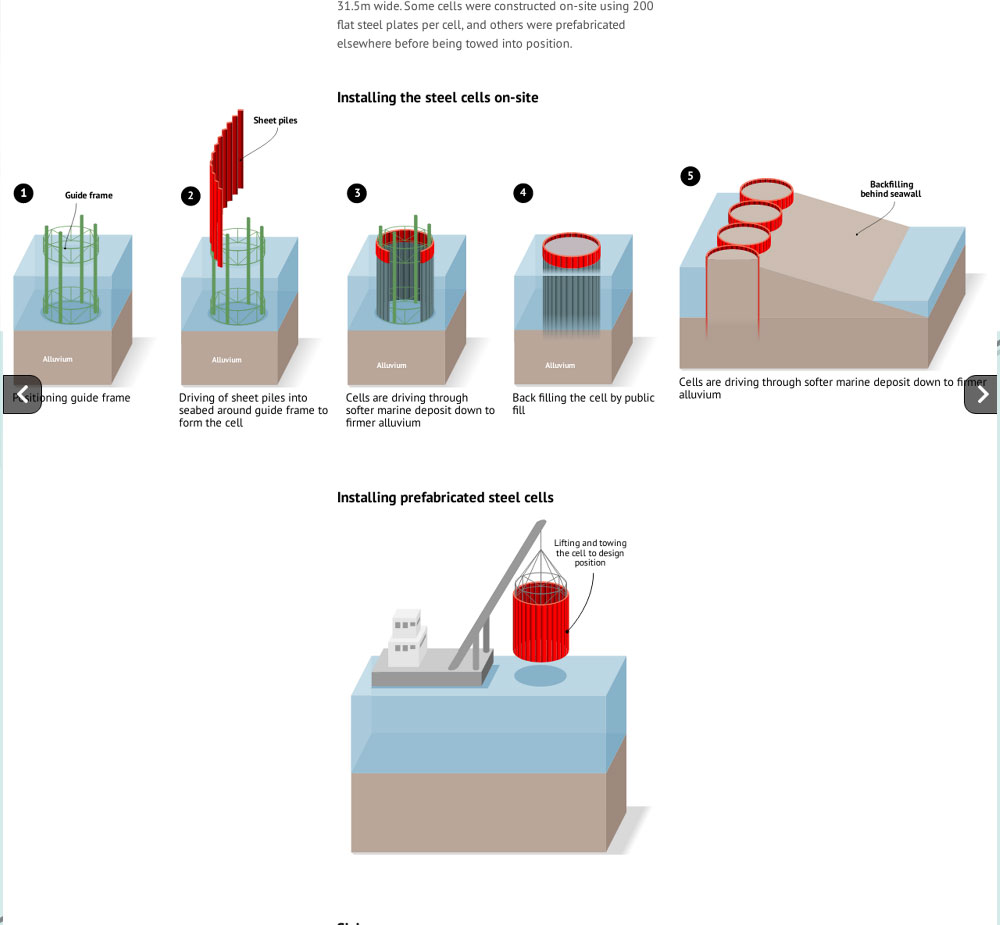 31.5m wide. Some cells were constructed on-site using 200
flat steel plates per cell, and others were prefabricated
elsewhere before being towed into position.
Installing the steel cells on-site
1
Guide frame
Alluvium
Positioning guide frame
2
Sheet piles
Alluvium
Driving of sheet piles into
seabed around guide frame to
form the cell
3
Alluvium
Cells are driving through
softer marine deposit down to
firmer alluvium
4
Alluvium
Back filling the cell by public
fill
5
Backfilling
behind seawall
Cells are driving through softer marine deposit down to firmer
alluvium
Installing prefabricated steel cells
Lifting and towing
the cell to design
position